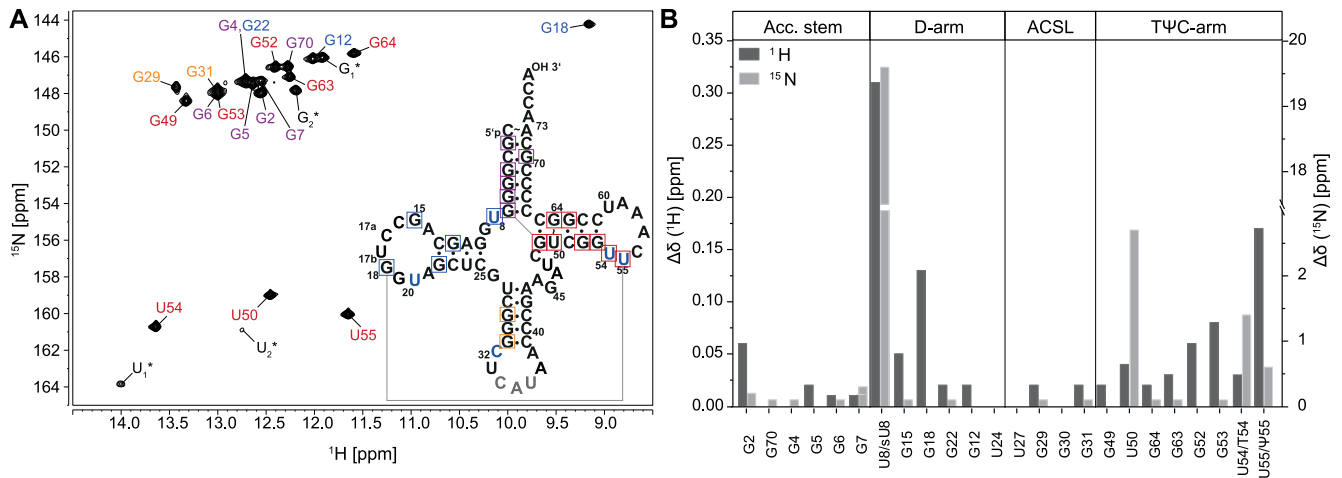 A
144
146
148
150
152
154
156
158
160
162
164
¹⁵N [ppm]
14.0 13.5 13.0 12.5 12.0 11.5 11.0 10.5 10.0 9.5 9.0
¹H [ppm]
G4,G22
G52
G70
G12
G64
G18
G29
G31
G₁*
G63
G49
G6
G53
G5
G2
G7
G₂*
U54
U50
U55
U₂*
U₁*
OH 3'
A
C
C
A
73
5'p
C ~ A
G C
C G
70
G C
G C
G C
G C
15
17a
17b
18
20
8
25
32
40
45
50
54
55
60
64
C G G C C U A A A
G U C G G U U C
C C G A C G A G G U
U G G U A G C U C G
U A
C G
G C
G C
G C
C A
U A
C A U
B
Acc. stem D-arm ACSL TΨC-arm
¹H
¹⁵N
0.35
0.30
0.25
0.20
0.15
0.10
0.05
0.00
Δδ (¹H) [ppm]
20
19
18
2
1
0
Δδ (¹⁵N) [ppm]
G2 G70 G4 G5 G6 G7 U8/sU8 G15 G18 G22 G12 U24 U27 G29 G30 G31 G49 U50 G64 G63 G52 G53 U54/T54 U55/Ψ55